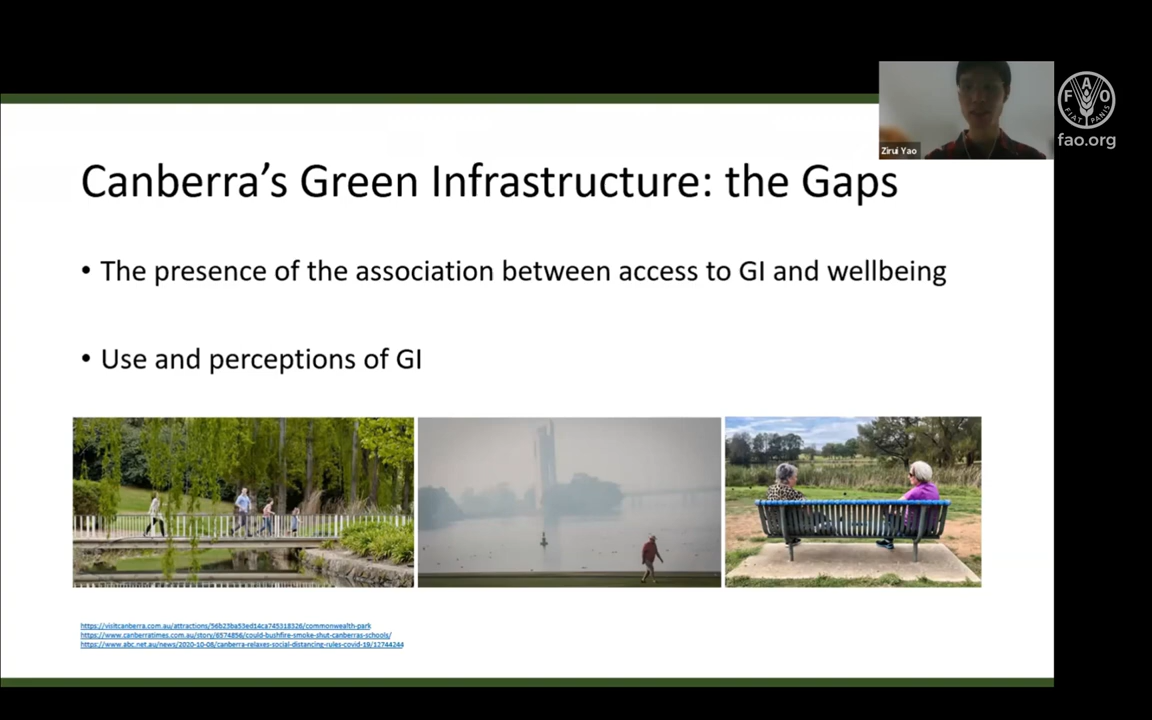 F A O
FIAT PANIS
fao.org
Zirui Yao
Canberra's Green Infrastructure: the Gaps
• The presence of the association between access to GI and wellbeing
• Use and perceptions of GI
https://visitcanberra.com.au/attractions/56b23ba53ed14ca745318326/commonwealth-park
https://www.canberratimes.com.au/story/6574856/could-bushfire-smoke-shut-canberras-schools/
https://www.abc.net.au/news/2020-10-08/canberra-relaxes-social-distancing-rules-covid-19/12744244